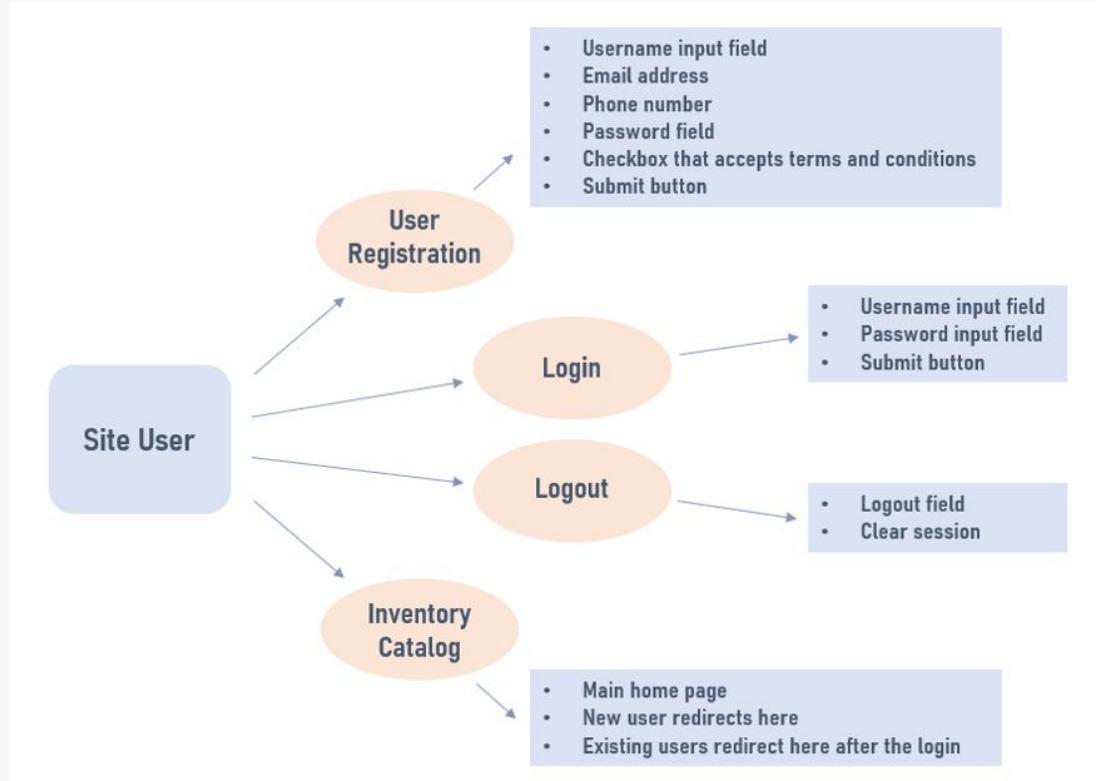 • Username input field
• Email address
• Phone number
• Password field
• Checkbox that accepts terms and conditions
• Submit button
User
Registration
• Username input field
• Password input field
• Submit button
Login
Site User
Logout
• Logout field
• Clear session
Inventory
Catalog
• Main home page
• New user redirects here
• Existing users redirect here after the login